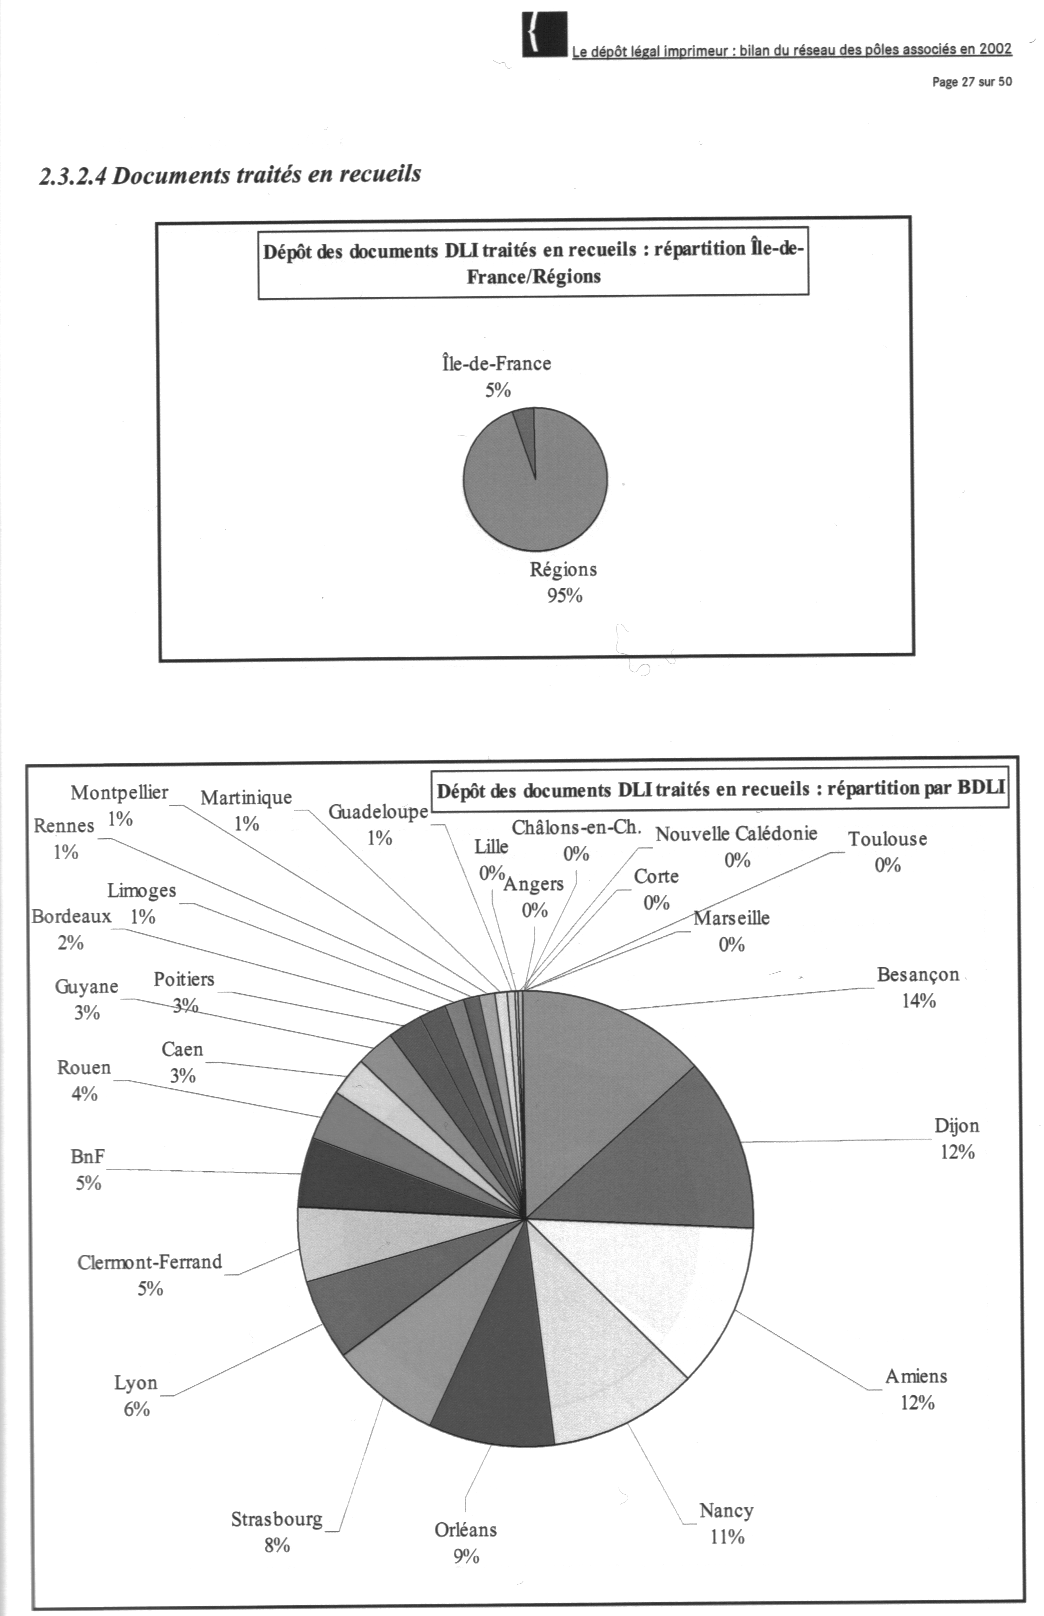 Le dépôt légal imprimeur : bilan du réseau des pôles associés en 2002
Page 27 sur 50
2.3.2.4 Documents traités en recueils
Dépôt des documents DLI traités en recueils : répartition Île-de-
France/Régions
Île-de-France
5%
Régions
95%
Dépôt des documents DLI traités en recueils : répartition par BDLI
Montpellier
1%
Martinique
1%
Guadeloupe
1%
Lille
0%
Châlons-en-Ch.
0%
Angers
0%
Nouvelle Calédonie
0%
Corte
0%
Toulouse
0%
Marseille
0%
Rennes
1%
Limoges
1%
Bordeaux
2%
Poitiers
3%
Guyane
3%
Caen
3%
Rouen
4%
BnF
5%
Clermont-Ferrand
5%
Lyon
6%
Strasbourg
8%
Orléans
9%
Nancy
11%
Amiens
12%
Dijon
12%
Besançon
14%